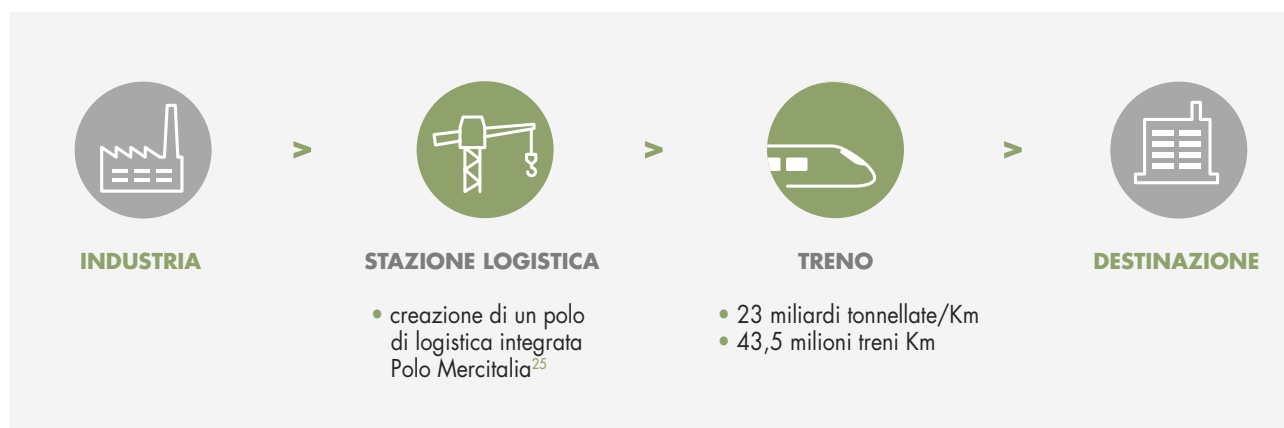 >
>
>
INDUSTRIA
STAZIONE LOGISTICA
TRENO
DESTINAZIONE
• creazione di un polo
di logistica integrata
Polo Mercitalia25
• 23 miliardi tonnellate/Km
• 43,5 milioni treni Km